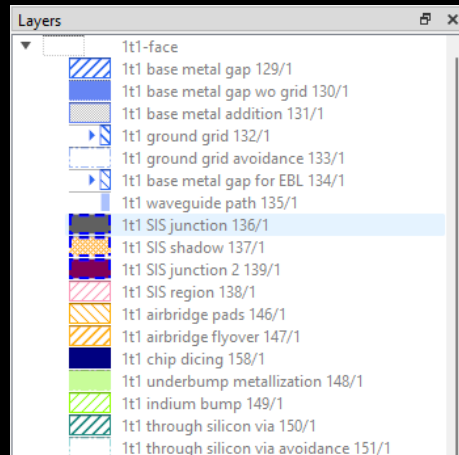 Layers
1t1-face
1t1 base metal gap 129/1
1t1 base metal gap wo grid 130/1
1t1 base metal addition 131/1
1t1 ground grid 132/1
1t1 ground grid avoidance 133/1
1t1 base metal gap for EBL 134/1
1t1 waveguide path 135/1
1t1 SIS junction 136/1
1t1 SIS shadow 137/1
1t1 SIS junction 2 139/1
1t1 SIS region 138/1
1t1 airbridge pads 146/1
1t1 airbridge flyover 147/1
1t1 chip dicing 158/1
1t1 underbump metallization 148/1
1t1 indium bump 149/1
1t1 through silicon via 150/1
1t1 through silicon via avoidance 151/1